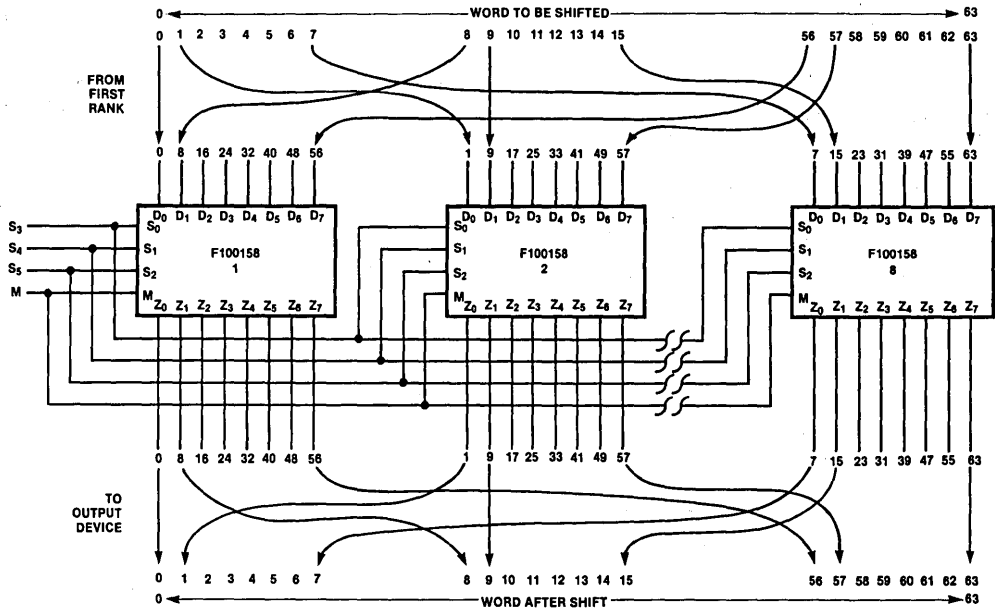 0 WORD TO BE SHIFTED 63
0 1 2 3 4 5 6 7 8 9 10 11 12 13 14 15 56 57 58 59 60 61 62 63
FROM
FIRST
RANK
0 8 16 24 32 40 48 56 1 9 17 25 33 41 49 57 7 15 23 31 39 47 55 63
D0 D1 D2 D3 D4 D5 D6 D7 D0 D1 D2 D3 D4 D5 D6 D7 D0 D1 D2 D3 D4 D5 D6 D7
S3 S0 S0 S0
S4 S1 F100158 S1 F100158 S1 F100158
S5 S2 1 S2 2 S2 8
M M M M
Z0 Z1 Z2 Z3 Z4 Z5 Z6 Z7 Z0 Z1 Z2 Z3 Z4 Z5 Z6 Z7 Z0 Z1 Z2 Z3 Z4 Z5 Z6 Z7
0 8 16 24 32 40 48 56 1 9 17 25 33 41 49 57 7 15 23 31 39 47 55 63
TO
OUTPUT
DEVICE
0 1 2 3 4 5 6 7 8 9 10 11 12 13 14 15 56 57 58 59 60 61 62 63
0 WORD AFTER SHIFT 63